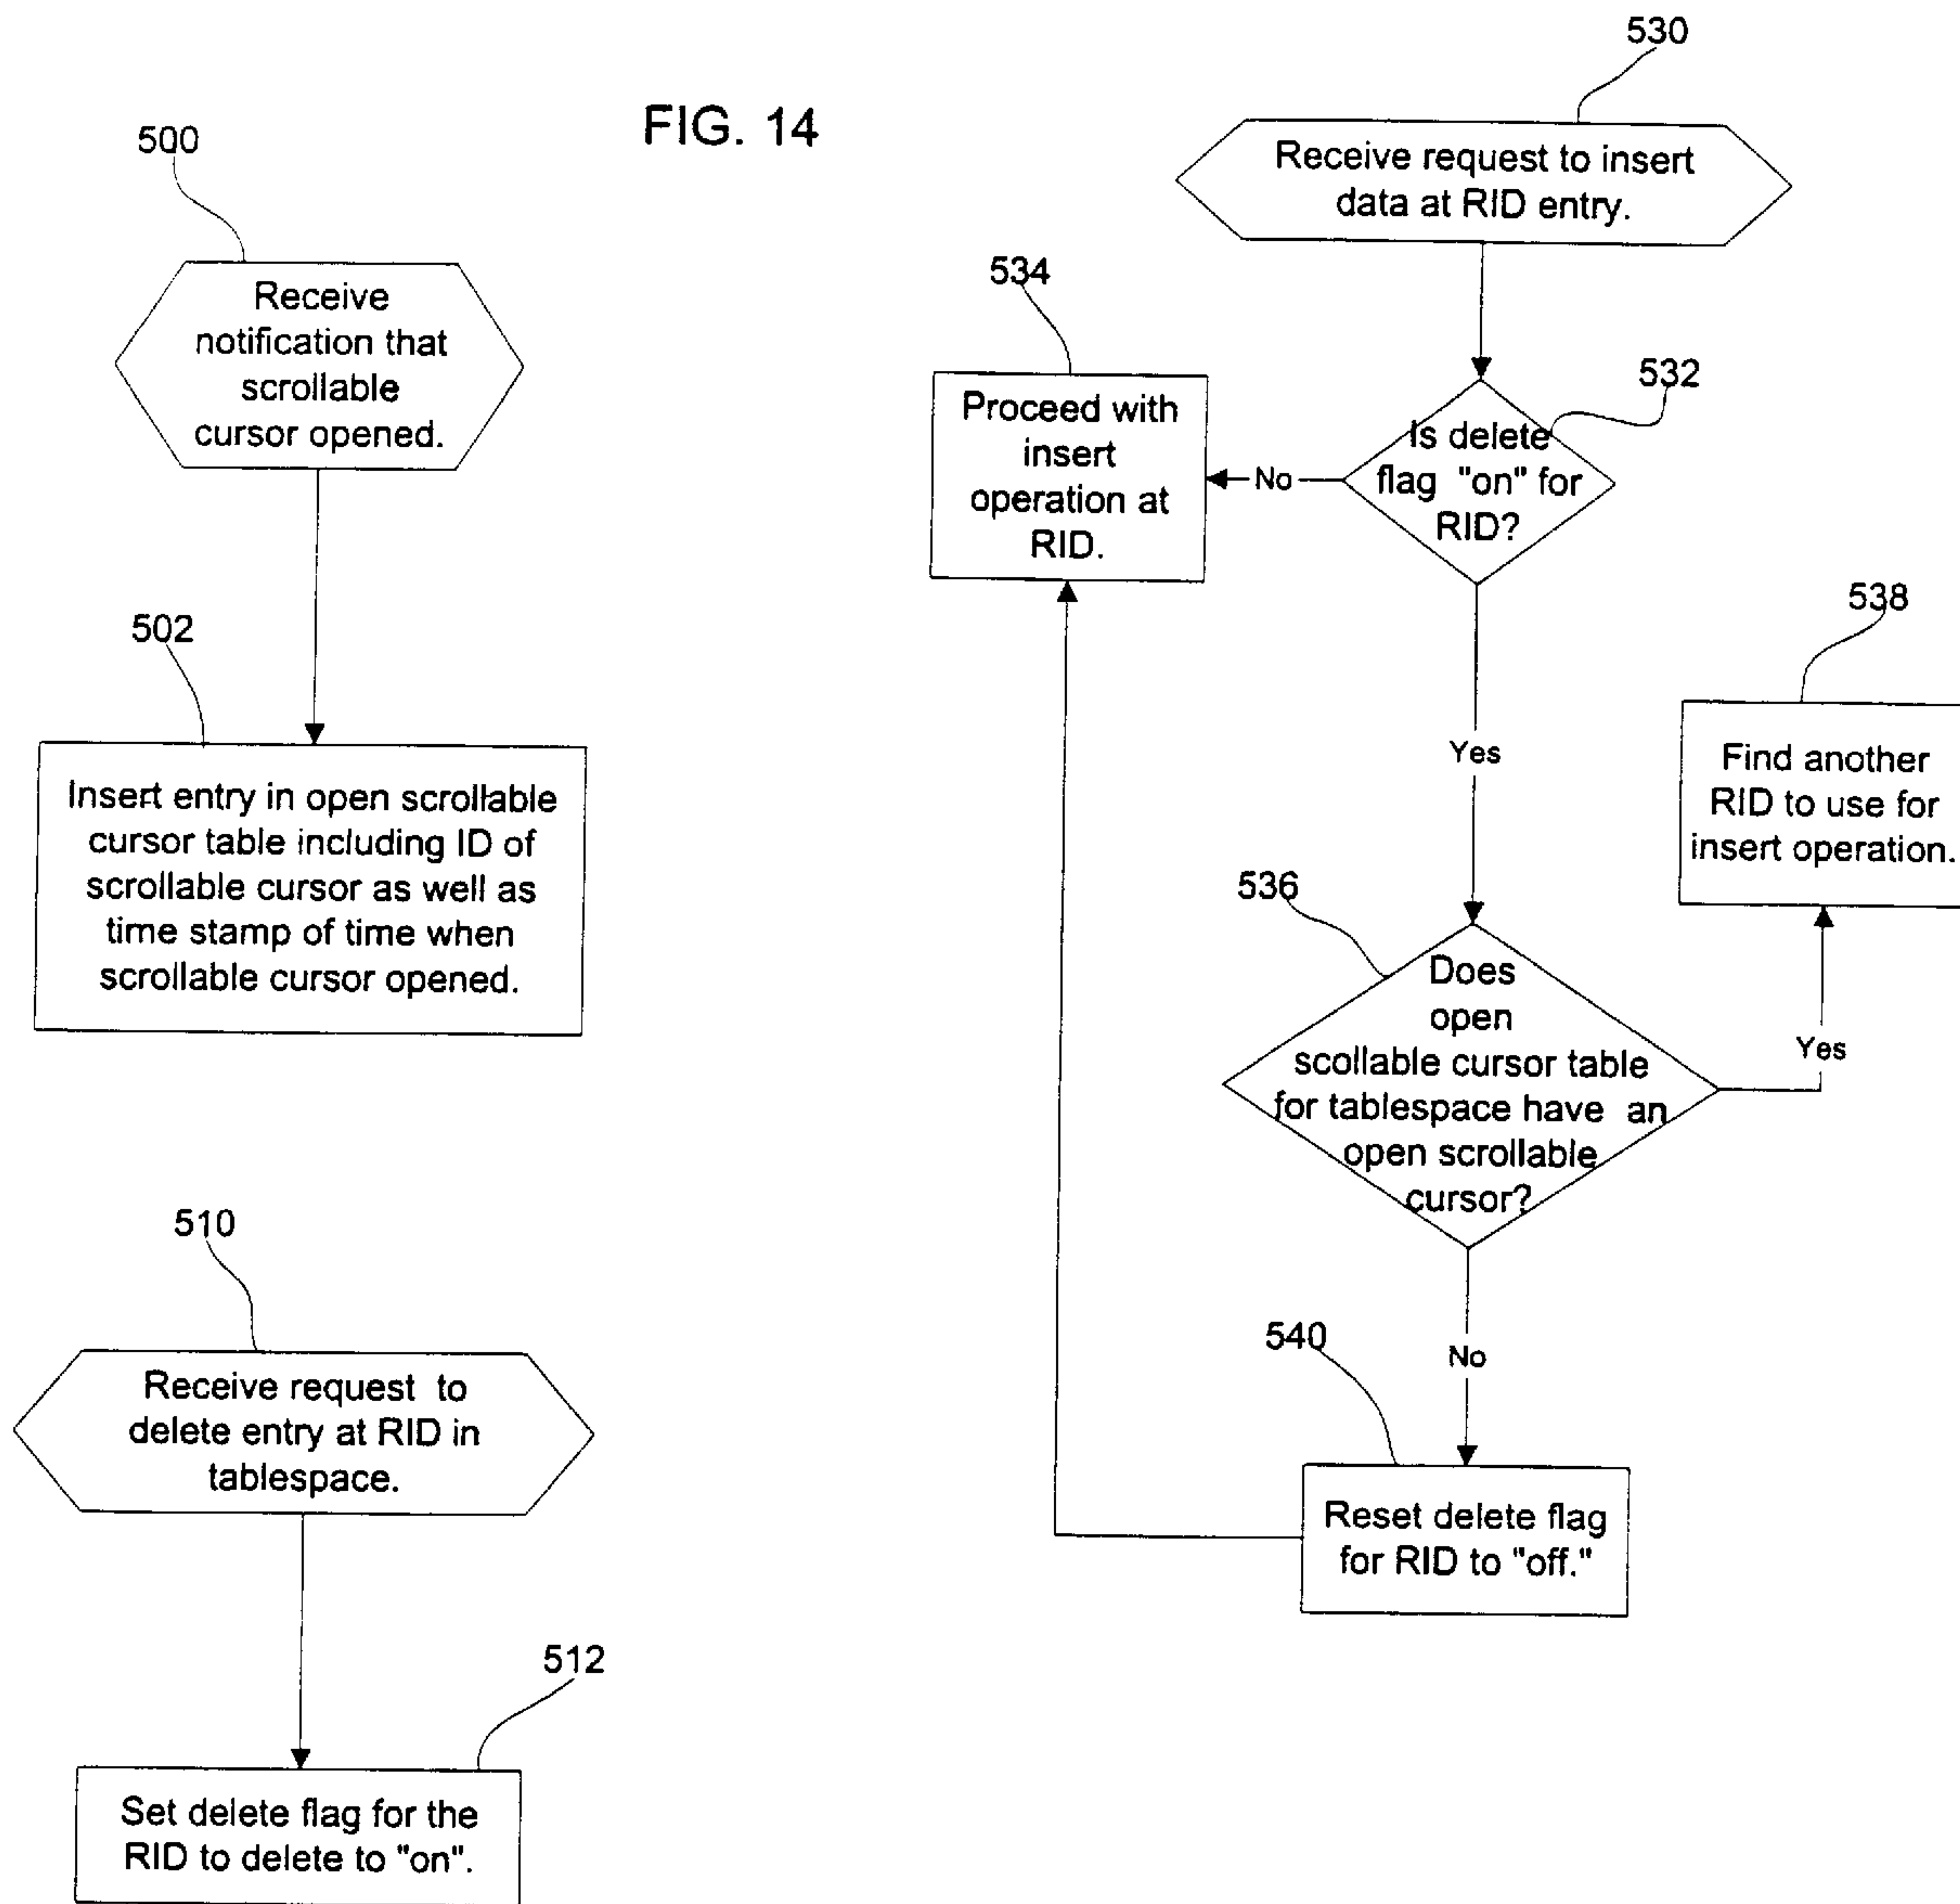 FIG. 14
500
Receive
notification that
scrollable
cursor opened.
502
Insert entry in open scrollable
cursor table including ID of
scrollable cursor as well as
time stamp of time when
scrollable cursor opened.
510
Receive request to
delete entry at RID in
tablespace.
512
Set delete flag for the
RID to delete to "on".
530
Receive request to insert
data at RID entry.
532
Is delete
flag "on" for
RID?
No
534
Proceed with
insert
operation at
RID.
Yes
536
Does
open
scollable cursor table
for tablespace have an
open scrollable
cursor?
Yes
538
Find another
RID to use for
insert operation.
No
540
Reset delete flag
for RID to "off."